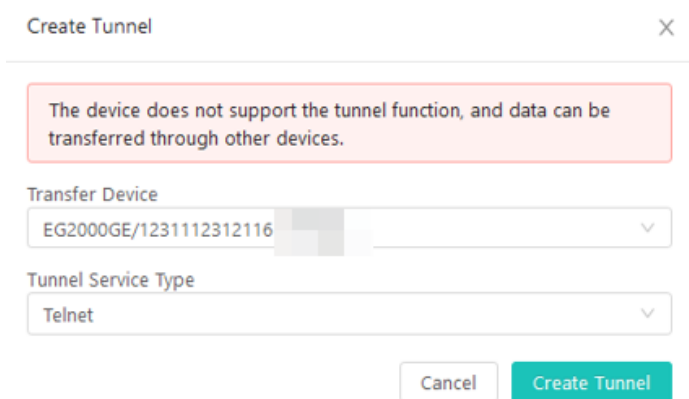 Create Tunnel
The device does not support the tunnel function, and data can be
transferred through other devices.
Transfer Device
EG2000GE/1231112312116
Tunnel Service Type
Telnet
Cancel Create Tunnel